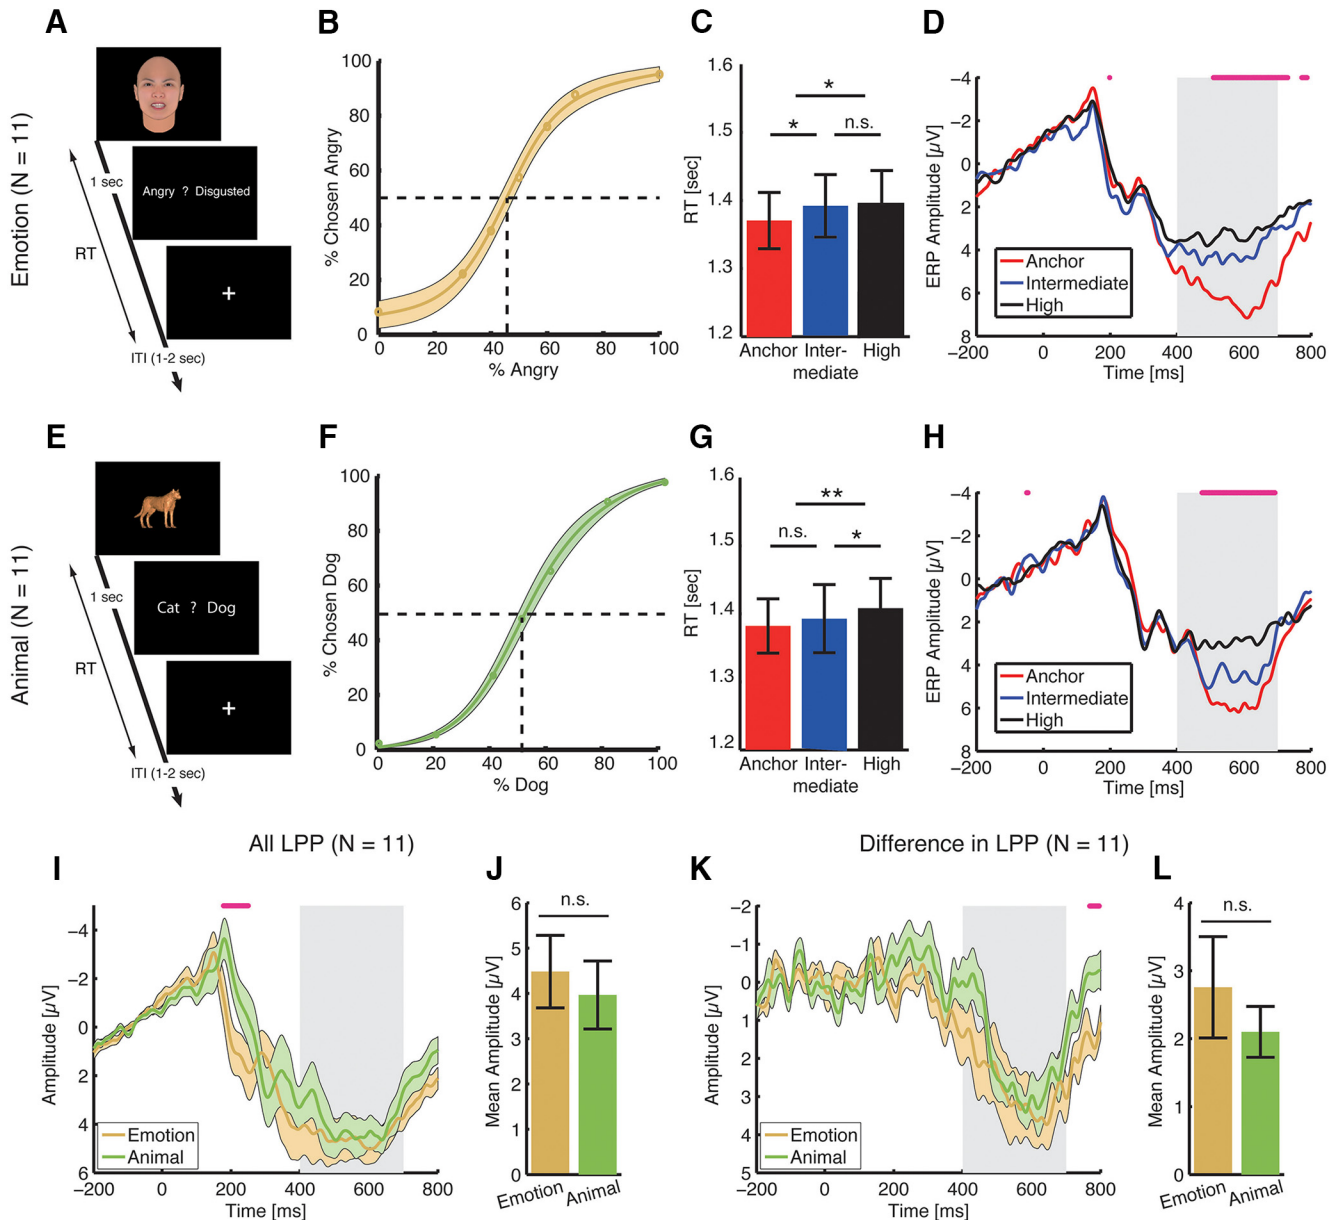 A
Emotion (N = 11)
1 sec
Angry ? Disgusted
RT
+
ITI (1-2 sec)
B
% Chosen Angry
100
80
60
40
20
0
0 20 40 60 80 100
% Angry
C
RT [sec]
1.6
1.5
1.4
1.3
1.2
*
* n.s.
Anchor Inter- High
mediate
D
ERP Amplitude [µV]
−4
−2
0
2
4
6
8
Anchor
Intermediate
High
−200 0 200 400 600 800
Time [ms]
E
Animal (N = 11)
1 sec
Cat ? Dog
RT
+
ITI (1-2 sec)
F
% Chosen Dog
100
80
60
40
20
0
0 20 40 60 80 100
% Dog
G
RT [sec]
1.6
1.5
1.4
1.3
1.2
**
n.s. *
Anchor Inter- High
mediate
H
ERP Amplitude [µV]
−4
−2
0
2
4
6
8
Anchor
Intermediate
High
−200 0 200 400 600 800
Time [ms]
All LPP (N = 11)
I
Amplitude [µV]
−4
−2
0
2
4
6
Emotion
Animal
−200 0 200 400 600 800
Time [ms]
J
Mean Amplitude [µV]
6
5
4
3
2
1
0
n.s.
Emotion Animal
Difference in LPP (N = 11)
K
Amplitude [µV]
−2
−1
0
1
2
3
4
5
Emotion
Animal
−200 0 200 400 600 800
Time [ms]
L
Mean Amplitude [µV]
4
3
2
1
0
n.s.
Emotion Animal